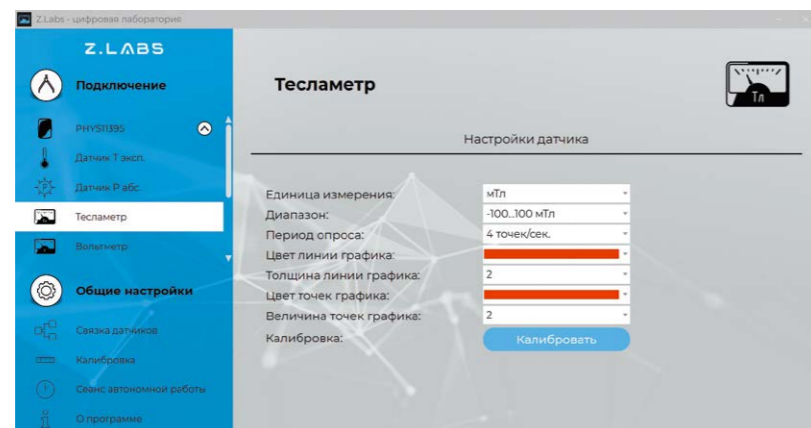 Z.Labs - цифровая лаборатория
Z.LABS
Подключение
PHYS11395
Датчик T эксп.
Датчик P абс.
Тесламетр
Вольтметр
Общие настройки
Связка датчиков
Калибровка
Сеанс автономной работы
О программе
Тесламетр
Тл
Настройки датчика
Единица измерения: мТл
Диапазон: -100..100 мТл
Период опроса: 4 точек/сек.
Цвет линии графика:
Толщина линии графика: 2
Цвет точек графика:
Величина точек графика: 2
Калибровка: Калибровать